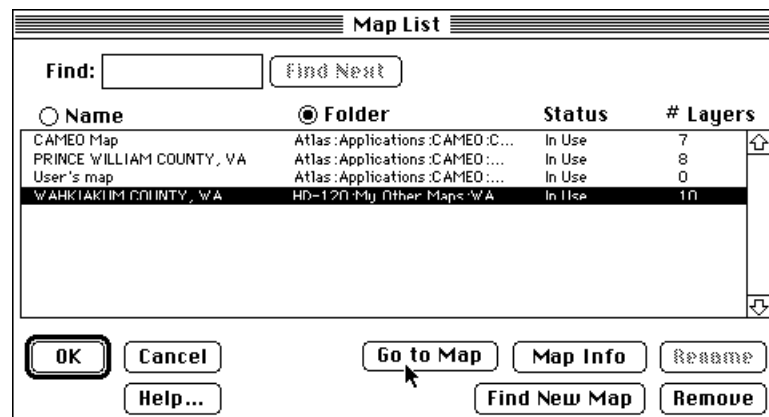 Map List
Find: Find Next
Name Folder Status # Layers
CAMEO Map Atlas:Applications:CAMEO:C... In Use 7
PRINCE WILLIAM COUNTY, VA Atlas:Applications:CAMEO:... In Use 8
User's map Atlas:Applications:CAMEO:... In Use 0
WAHKIAKUM COUNTY, WA HD-120:My Other Maps:WA In Use 10
OK Cancel Go to Map Map Info Rename
Help... Find New Map Remove